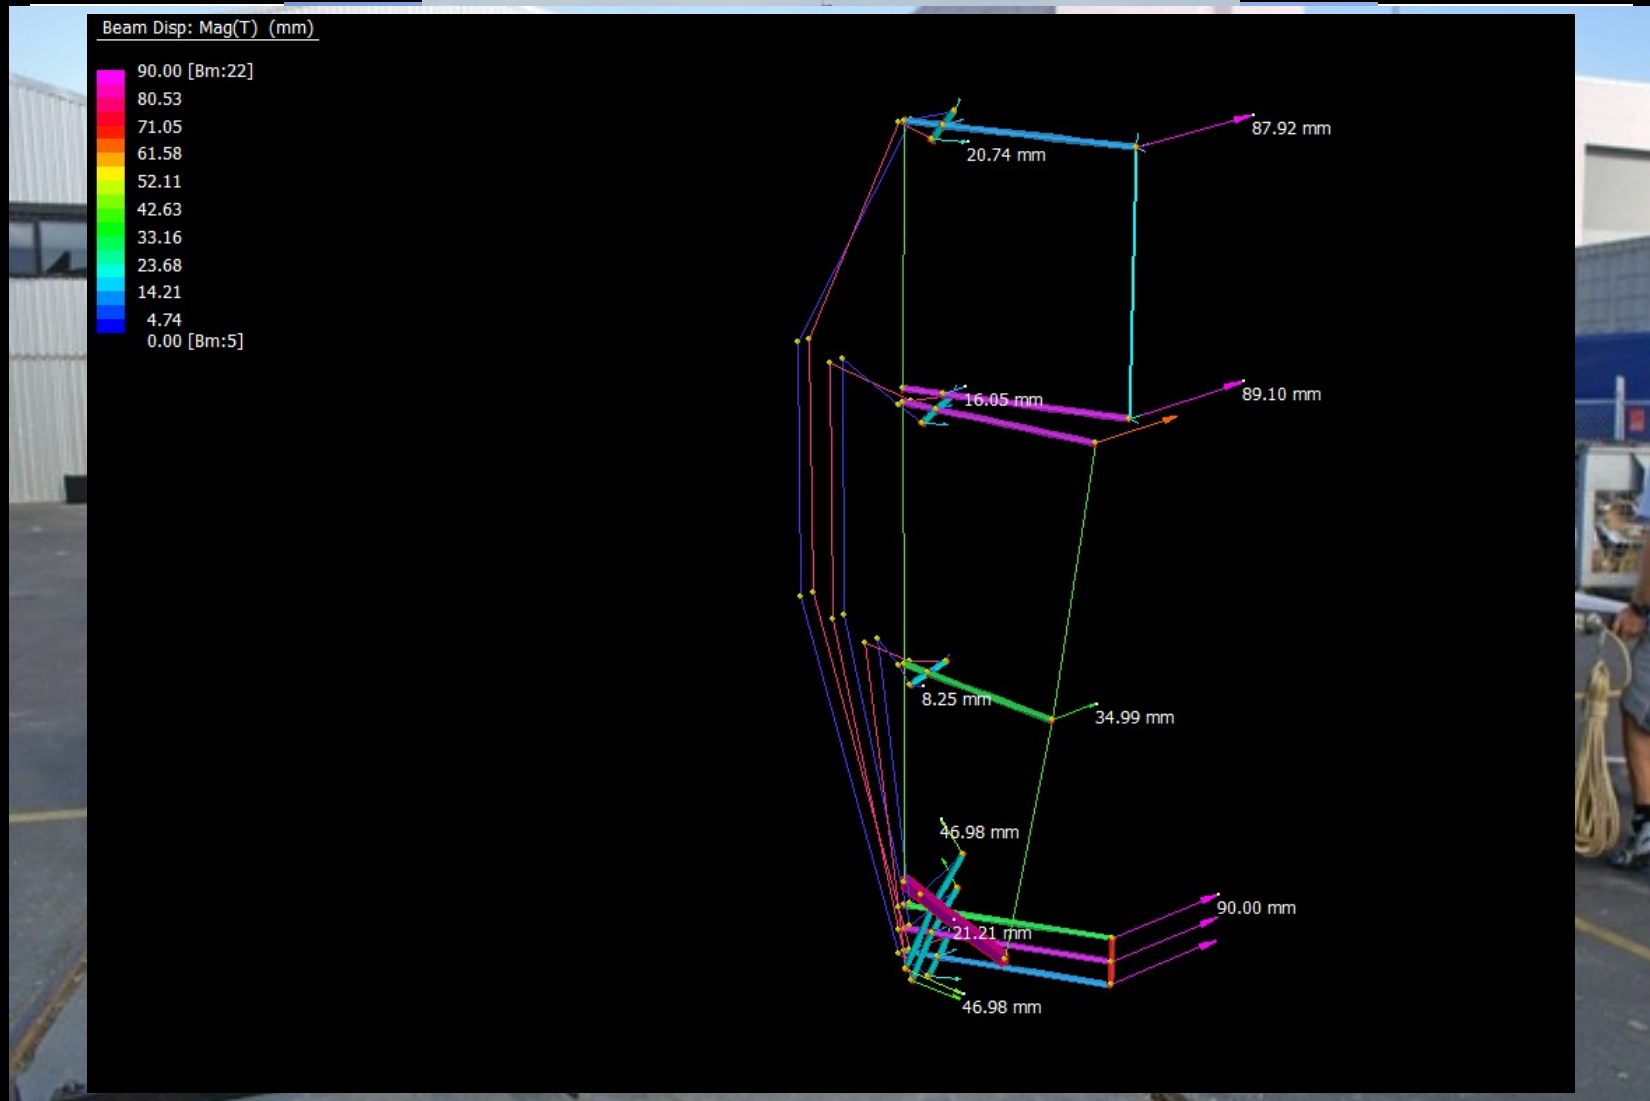 Beam Disp: Mag(T) (mm)
90.00 [Bm:22]
80.53
71.05
61.58
52.11
42.63
33.16
23.68
14.21
4.74
0.00 [Bm:5]
87.92 mm
20.74 mm
89.10 mm
16.05 mm
8.25 mm
34.99 mm
46.98 mm
90.00 mm
21.21 mm
46.98 mm